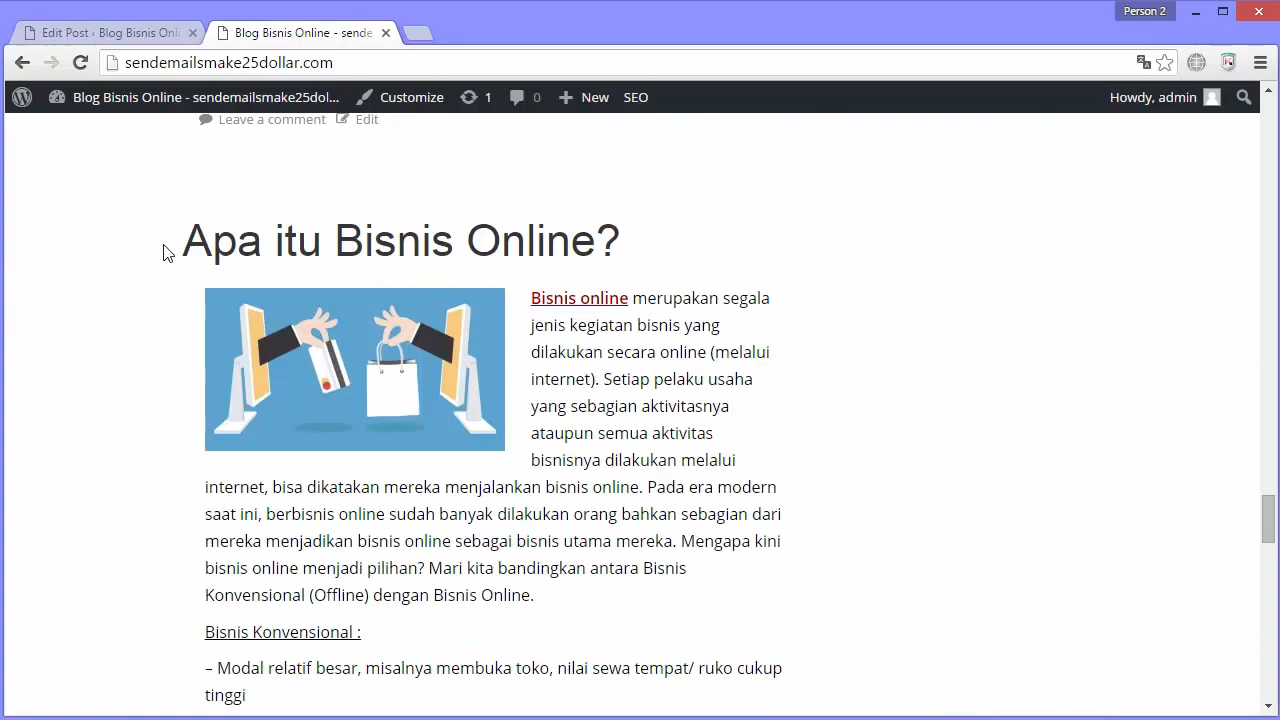 Person 2
Edit Post ‹ Blog Bisnis Onli
Blog Bisnis Online - sende
sendemailsmake25dollar.com
Blog Bisnis Online - sendemailsmake25dol...
Customize
1
0
New
SEO
Howdy, admin
Leave a comment
Edit
Apa itu Bisnis Online?
Bisnis online merupakan segala
jenis kegiatan bisnis yang
dilakukan secara online (melalui
internet). Setiap pelaku usaha
yang sebagian aktivitasnya
ataupun semua aktivitas
bisnisnya dilakukan melalui
internet, bisa dikatakan mereka menjalankan bisnis online. Pada era modern
saat ini, berbisnis online sudah banyak dilakukan orang bahkan sebagian dari
mereka menjadikan bisnis online sebagai bisnis utama mereka. Mengapa kini
bisnis online menjadi pilihan? Mari kita bandingkan antara Bisnis
Konvensional (Offline) dengan Bisnis Online.
Bisnis Konvensional :
– Modal relatif besar, misalnya membuka toko, nilai sewa tempat/ ruko cukup
tinggi